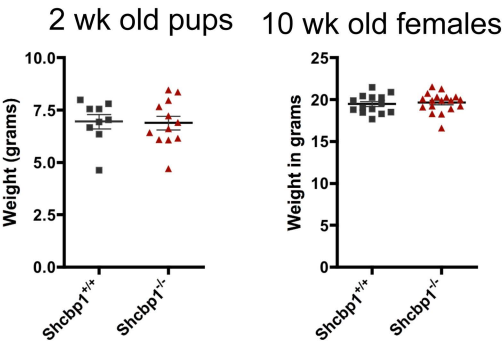 2 wk old pups
10.0
7.5
5.0
2.5
0.0
Weight (grams)
Shcbp1+/+
Shcbp1-/-
10 wk old females
25
20
15
10
5
0
Weight in grams
Shcbp1+/+
Shcbp1-/-